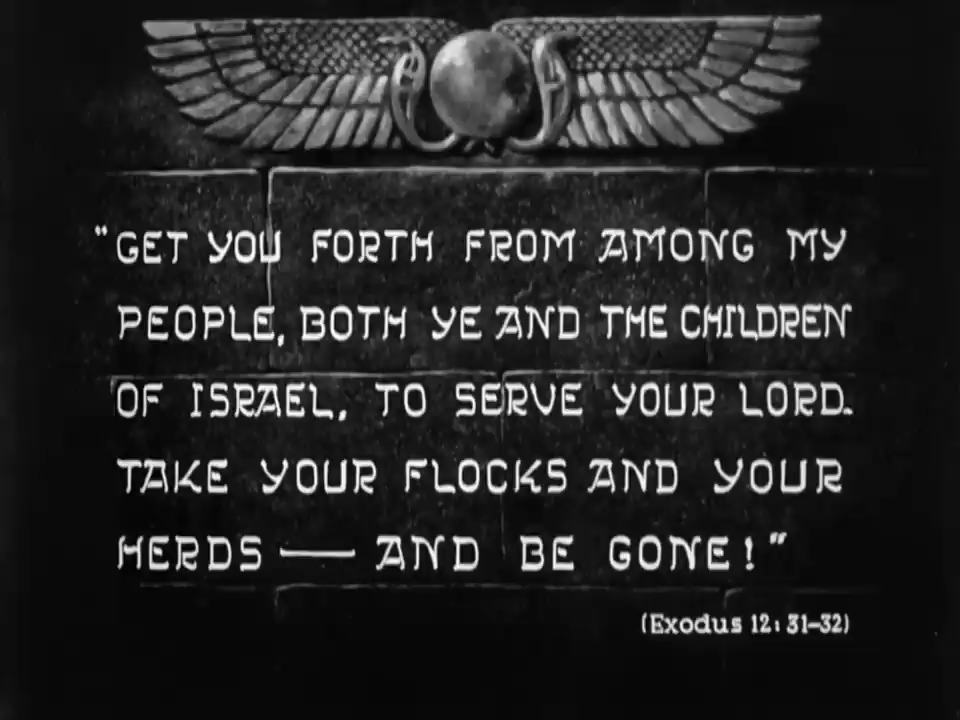 "GET YOU FORTH FROM AMONG MY
PEOPLE, BOTH YE AND THE CHILDREN
OF ISRAEL, TO SERVE YOUR LORD.
TAKE YOUR FLOCKS AND YOUR
HERDS — AND BE GONE!"
(Exodus 12:31-32)